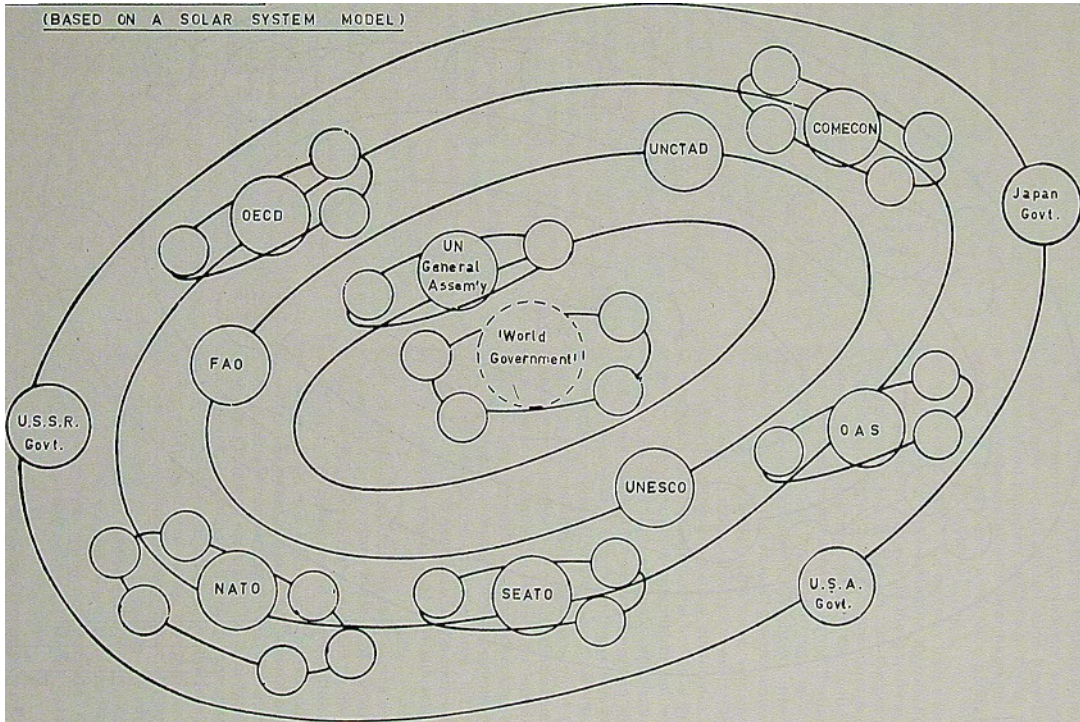 (BASED ON A SOLAR SYSTEM MODEL)
COMECON
UNCTAD
Japan
Govt.
OECD
UN
General
Assem'y
'World
Government'
FAO
U.S.S.R.
Govt.
OAS
UNESCO
NATO
SEATO
U.S.A.
Govt.